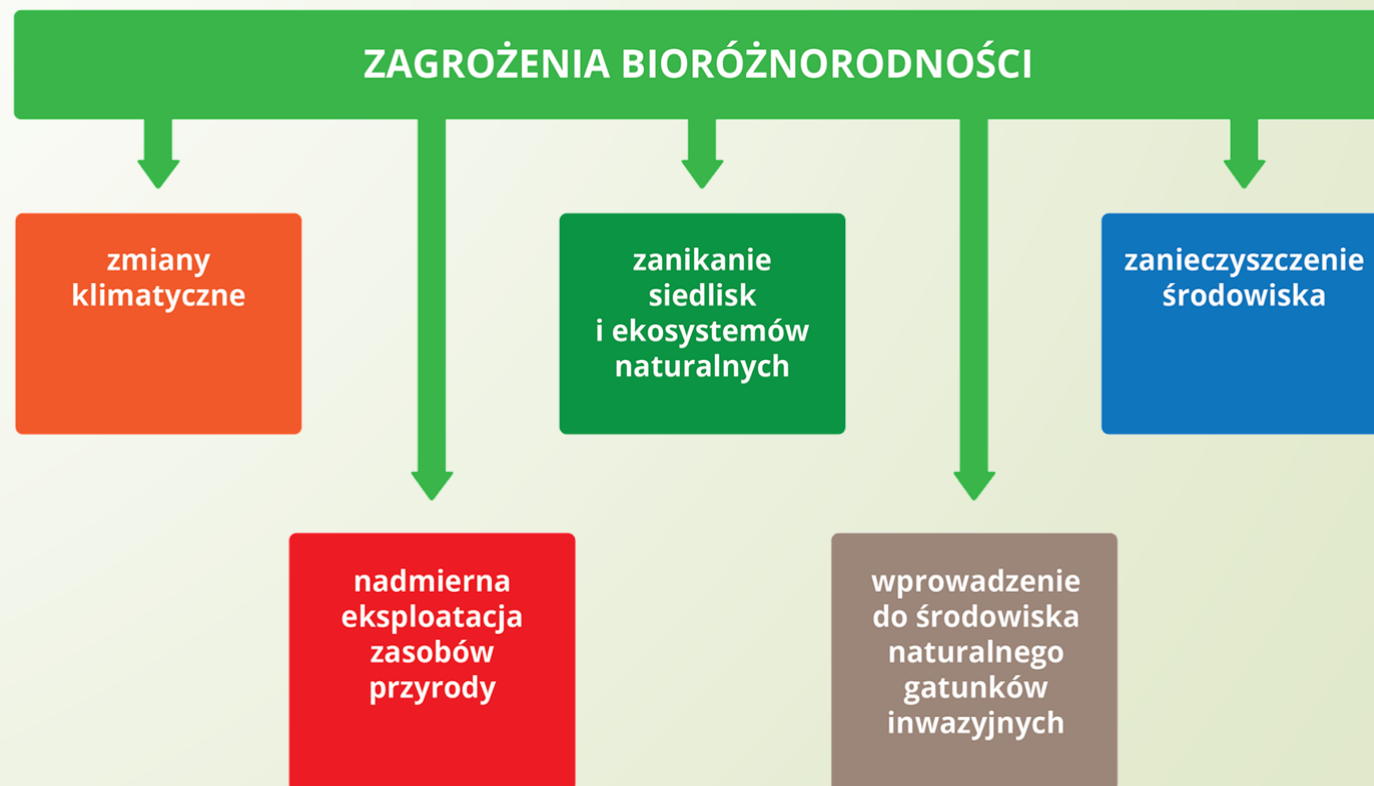 ZAGROŻENIA BIORÓŻNORODNOŚCI
zmiany
klimatyczne
zanikanie
siedlisk
i ekosystemów
naturalnych
zanieczyszczenie
środowiska
nadmierna
eksploatacja
zasobów
przyrody
wprowadzenie
do środowiska
naturalnego
gatunków
inwazyjnych